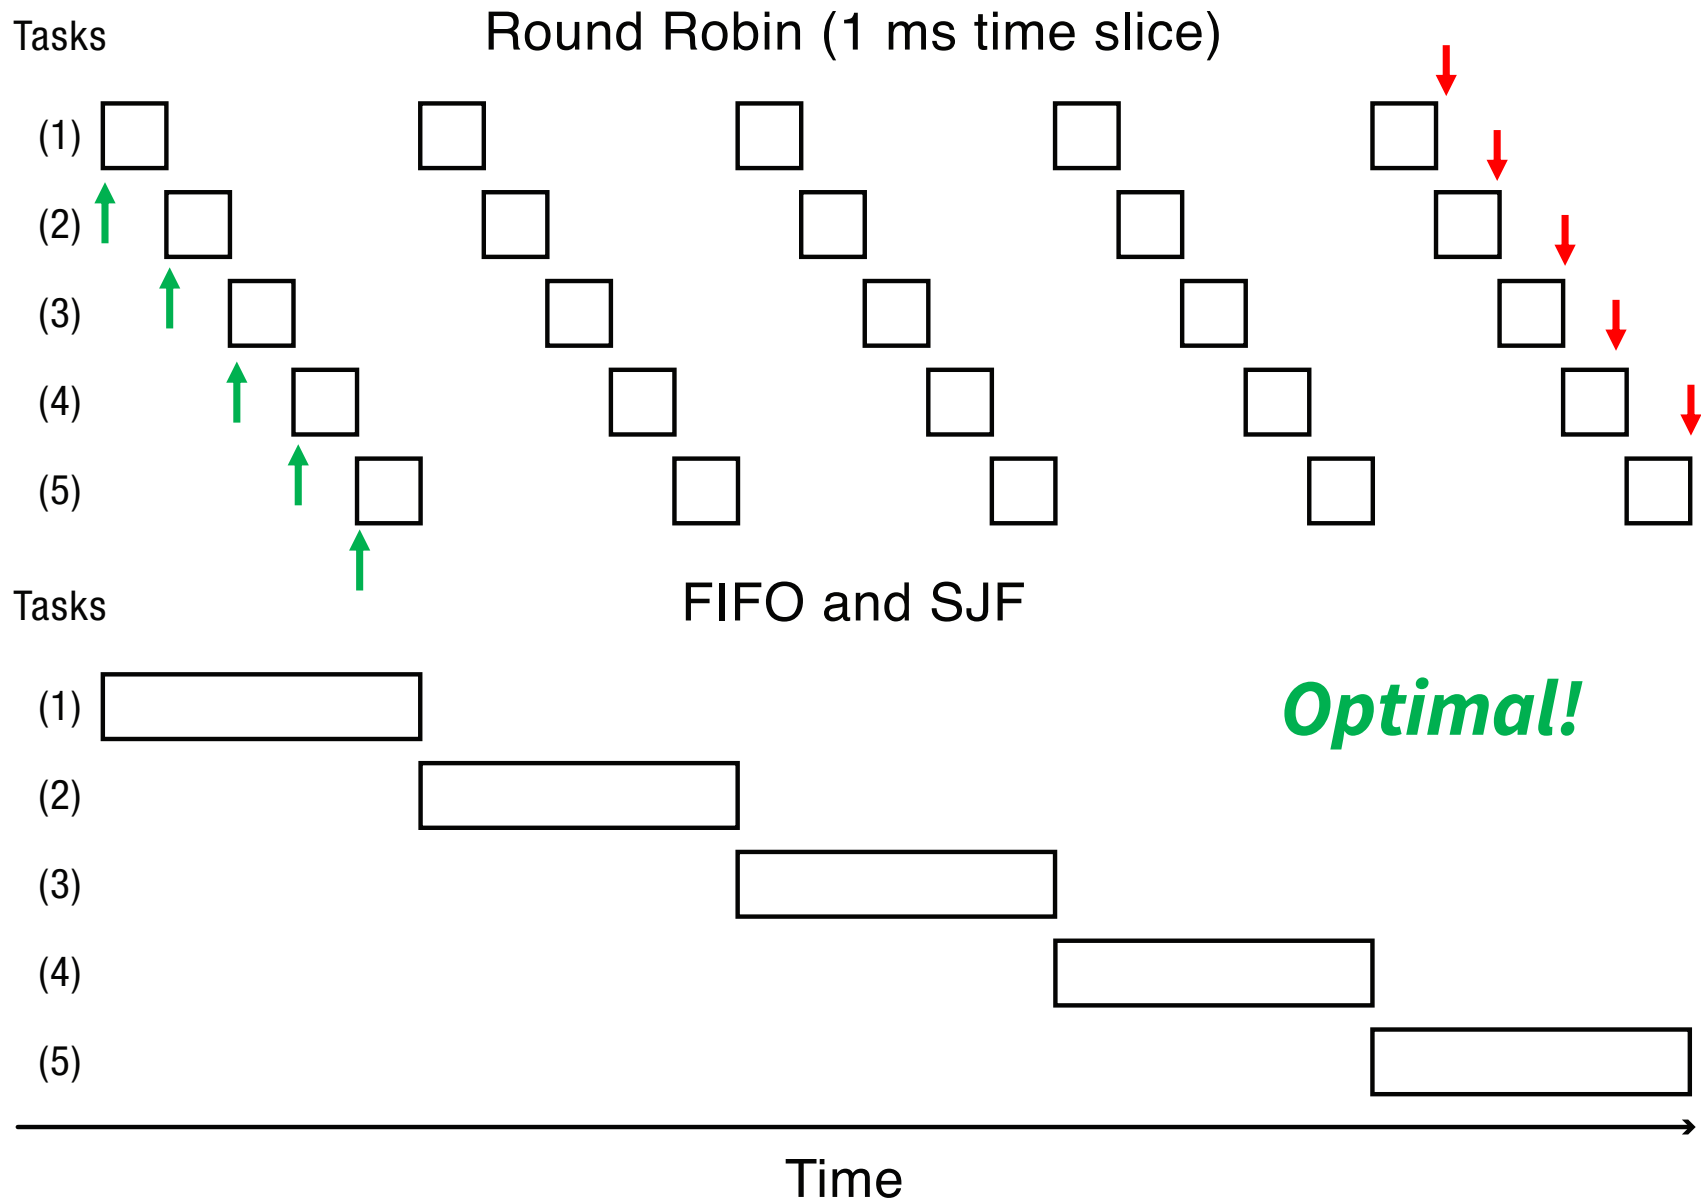 Tasks
Round Robin (1 ms time slice)
(1)
(2)
(3)
(4)
(5)
Tasks
FIFO and SJF
(1)
Optimal!
(2)
(3)
(4)
(5)
Time